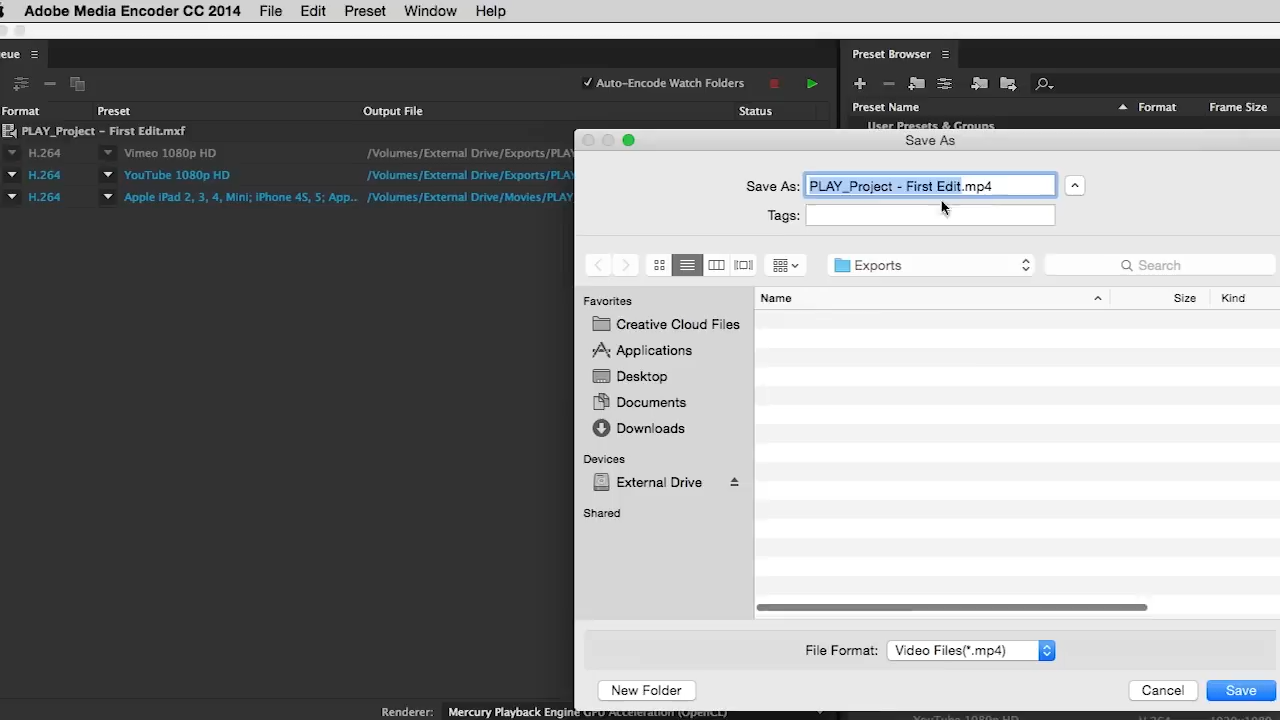 Adobe Media Encoder CC 2014 File Edit Preset Window Help
Preset Browser
Auto-Encode Watch Folders
Format Preset Output File Status
Preset Name Format Frame Size
User Presets & Groups
PLAY_Project - First Edit.mxf
H.264 Vimeo 1080p HD /Volumes/External Drive/Exports/PLAY
H.264 YouTube 1080p HD /Volumes/External Drive/Exports/PLAY
H.264 Apple iPad 2, 3, 4, Mini; iPhone 4S, 5; App.. /Volumes/External Drive/Movies/PLAY
Save As
Save As: PLAY_Project - First Edit.mp4
Tags:
Exports
Search
Name Size Kind
Favorites
Creative Cloud Files
Applications
Desktop
Documents
Downloads
Devices
External Drive
Shared
File Format: Video Files(*.mp4)
New Folder Cancel Save
Renderer: Mercury Playback Engine GPU Acceleration (OpenCL)
YouTube 1080p HD H.264